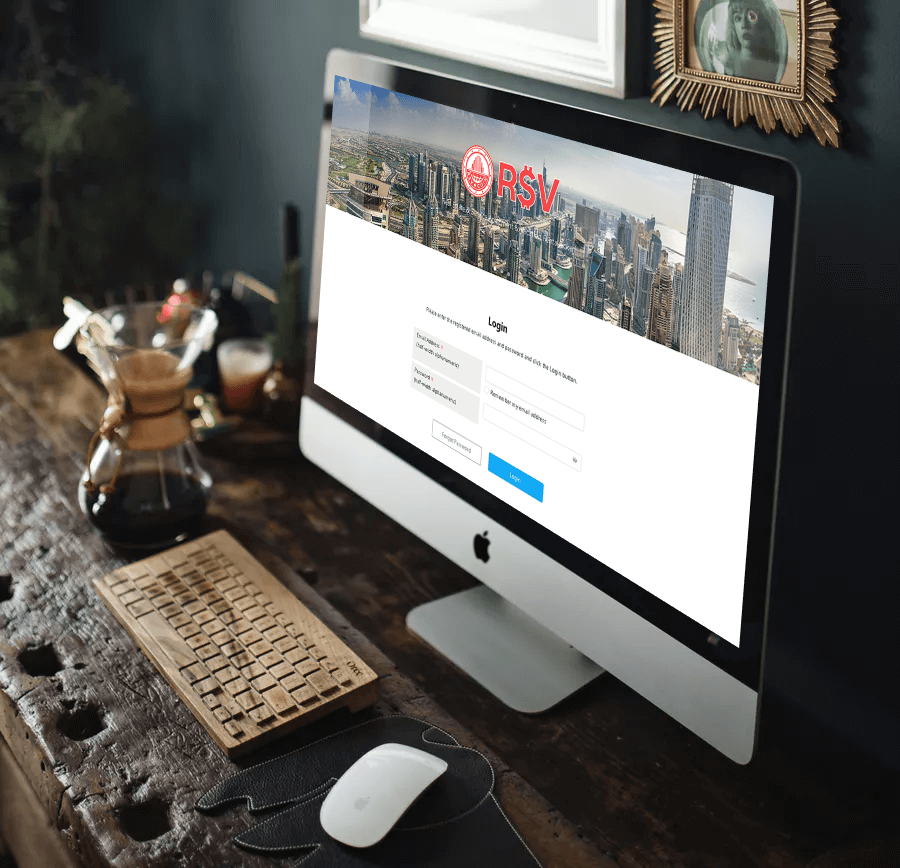 R$V
Login
Please enter the registered email address and password and click the Login button.
Email Address *
(half-width alphanumeric)
Remember my email address
Password *
(half-width alphanumeric)
Forgot Password
Login
Orée